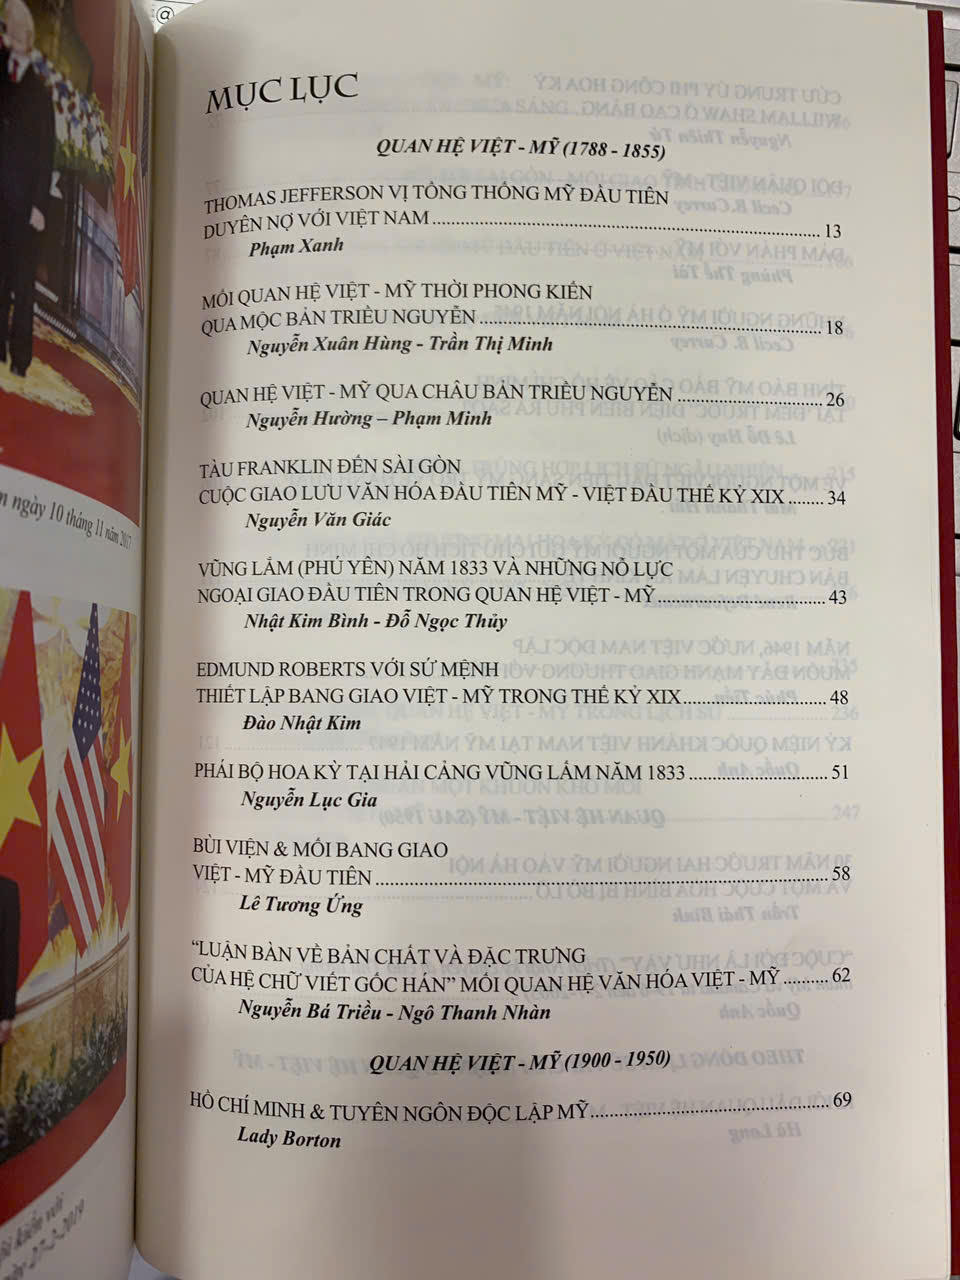 MỤC LỤC
QUAN HỆ VIỆT - MỸ (1788 - 1855)
THOMAS JEFFERSON VỊ TỔNG THỐNG MỸ ĐẦU TIÊN
DUYÊN NỢ VỚI VIỆT NAM ........ 13
Phạm Xanh
MỐI QUAN HỆ VIỆT - MỸ THỜI PHONG KIẾN
QUA MỘC BẢN TRIỀU NGUYỄN ........ 18
Nguyễn Xuân Hùng - Trần Thị Minh
QUAN HỆ VIỆT - MỸ QUA CHÂU BẢN TRIỀU NGUYỄN ........ 26
Nguyễn Hường – Phạm Minh
TÀU FRANKLIN ĐẾN SÀI GÒN
CUỘC GIAO LƯU VĂN HÓA ĐẦU TIÊN MỸ - VIỆT ĐẦU THẾ KỶ XIX ........ 34
Nguyễn Văn Giác
VŨNG LẮM (PHÚ YÊN) NĂM 1833 VÀ NHỮNG NỖ LỰC
NGOẠI GIAO ĐẦU TIÊN TRONG QUAN HỆ VIỆT - MỸ ........ 43
Nhật Kim Bình - Đỗ Ngọc Thủy
EDMUND ROBERTS VỚI SỨ MỆNH
THIẾT LẬP BANG GIAO VIỆT - MỸ TRONG THẾ KỶ XIX ........ 48
Đào Nhật Kim
PHÁI BỘ HOA KỲ TẠI HẢI CẢNG VŨNG LẮM NĂM 1833 ........ 51
Nguyễn Lục Gia
BÙI VIỆN & MỐI BANG GIAO
VIỆT - MỸ ĐẦU TIÊN ........ 58
Lê Tương Ứng
“LUẬN BÀN VỀ BẢN CHẤT VÀ ĐẶC TRƯNG
CỦA HỆ CHỮ VIẾT GỐC HÁN” MỐI QUAN HỆ VĂN HÓA VIỆT - MỸ ........ 62
Nguyễn Bá Triều - Ngô Thanh Nhàn
QUAN HỆ VIỆT - MỸ (1900 - 1950)
HỒ CHÍ MINH & TUYÊN NGÔN ĐỘC LẬP MỸ ........ 69
Lady Borton
ngày 10 tháng 11 năm 2017
27-2-2019